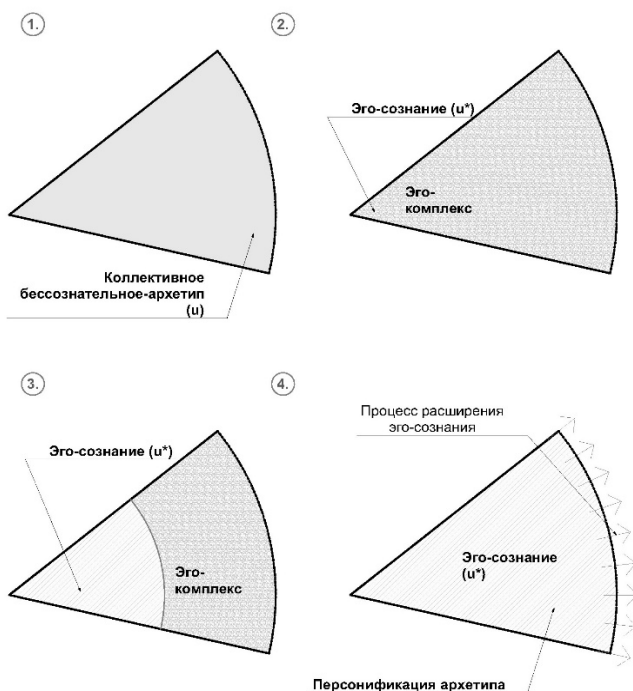 1.
2.
Эго-сознание (u*)
Эго-
комплекс
Коллективное
бессознательное-архетип
(u)
3.
4.
Процесс расширения
эго-сознания
Эго-сознание (u*)
Эго-
комплекс
Эго-сознание
(u*)
Персонификация архетипа